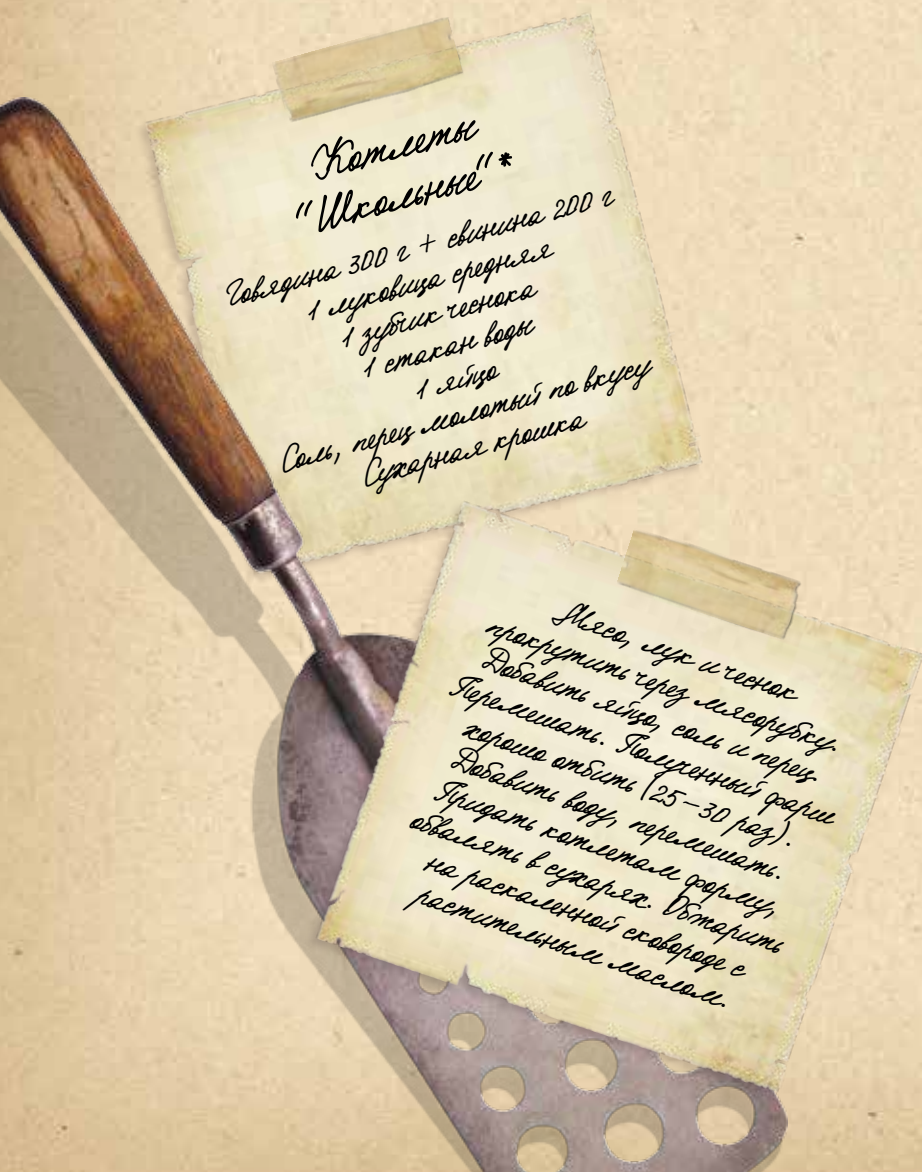 Котлеты
"Школьные"*
Говядина 300 г + свинина 200 г
1 луковица средняя
1 зубчик чеснока
1 стакан воды
1 яйцо
Соль, перец молотый по вкусу
Сухарная крошка
Мясо, лук и чеснок
прокрутить через мясорубку.
Добавить яйцо, соль и перец
Перемешать. Полученный фарш
хорошо отбить (25–30 раз).
Добавить воду, перемешать.
Придать котлетам форму,
обвалять в сухарях. Обжарить
на раскаленной сковороде с
растительным маслом.